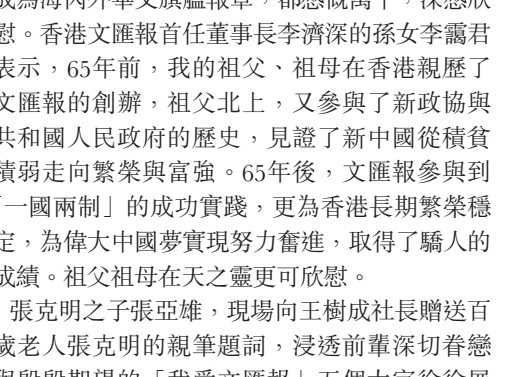 成為海內外華文旗艦報章，都感慨萬千，深感欣
慰。香港文匯報首任董事長李濟深的孫女李靄君
表示，65年前，我的祖父、祖母在香港親歷了
文匯報的創辦，祖父北上，又參與了新政協與
共和國人民政府的歷史，見證了新中國從積貧
積弱走向繁榮與富強。65年後，文匯報參與到
「一國兩制」的成功實踐，更為香港長期繁榮穩
定，為偉大中國夢實現努力奮進，取得了驕人的
成績。祖父祖母在天之靈更可欣慰。
張克明之子張亞雄，現場向王樹成社長贈送百
歲老人張克明的親筆題詞，浸透前輩深切眷戀
與殷殷期望的「我愛文匯報」五個大字徐徐展